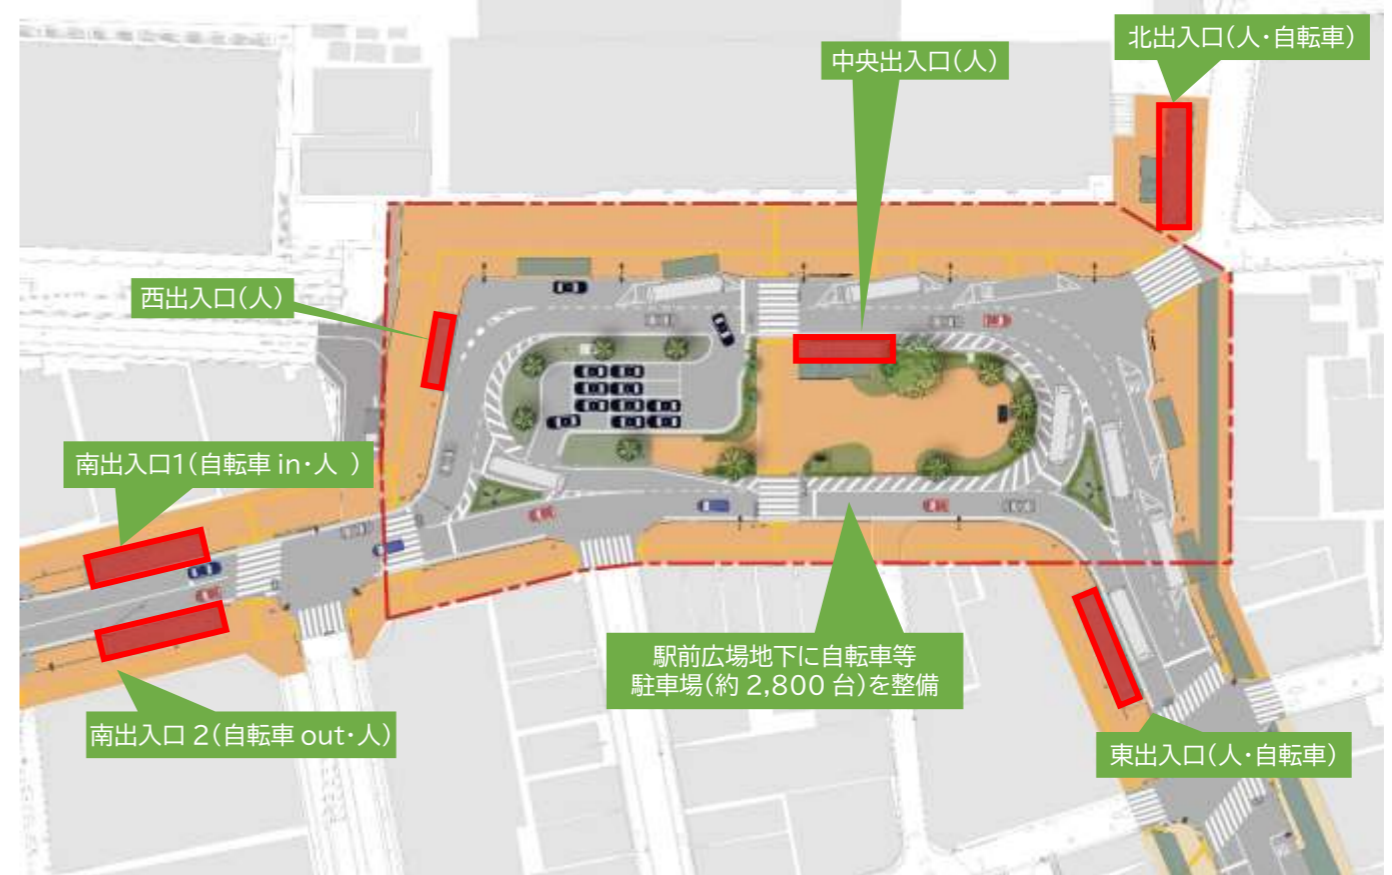 北出入口(人・自転車)
中央出入口(人)
西出入口(人)
南出入口1(自転車 in・人 )
駅前広場地下に自転車等
駐車場(約 2,800 台)を整備
南出入口 2(自転車 out・人)
東出入口(人・自転車)